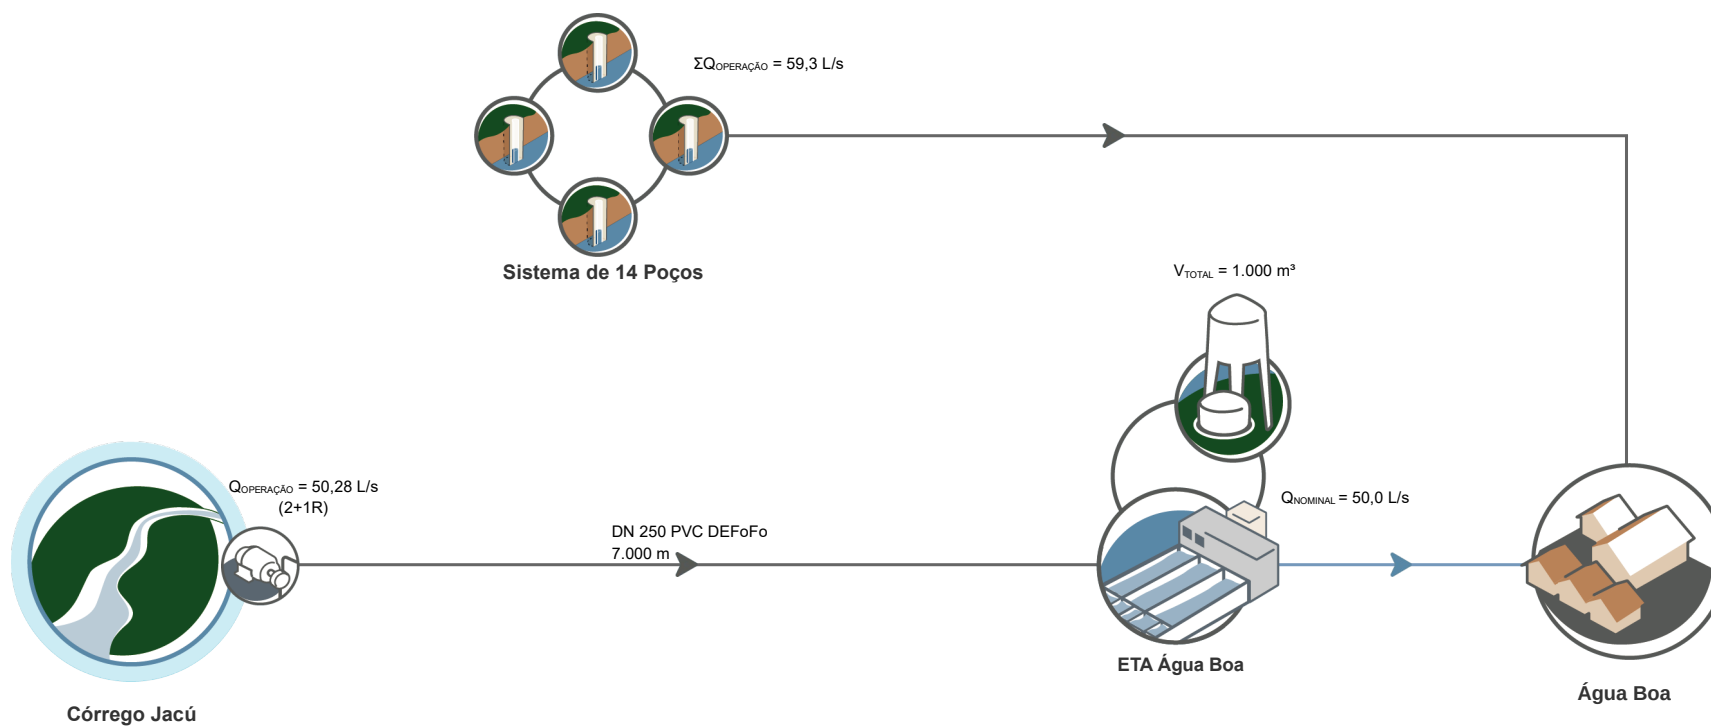 ΣQOPERAÇÃO = 59,3 L/s
Sistema de 14 Poços
VTOTAL = 1.000 m³
QOPERAÇÃO = 50,28 L/s
(2+1R)
QNOMINAL = 50,0 L/s
DN 250 PVC DEFoFo
7.000 m
ETA Água Boa
Água Boa
Córrego Jacú